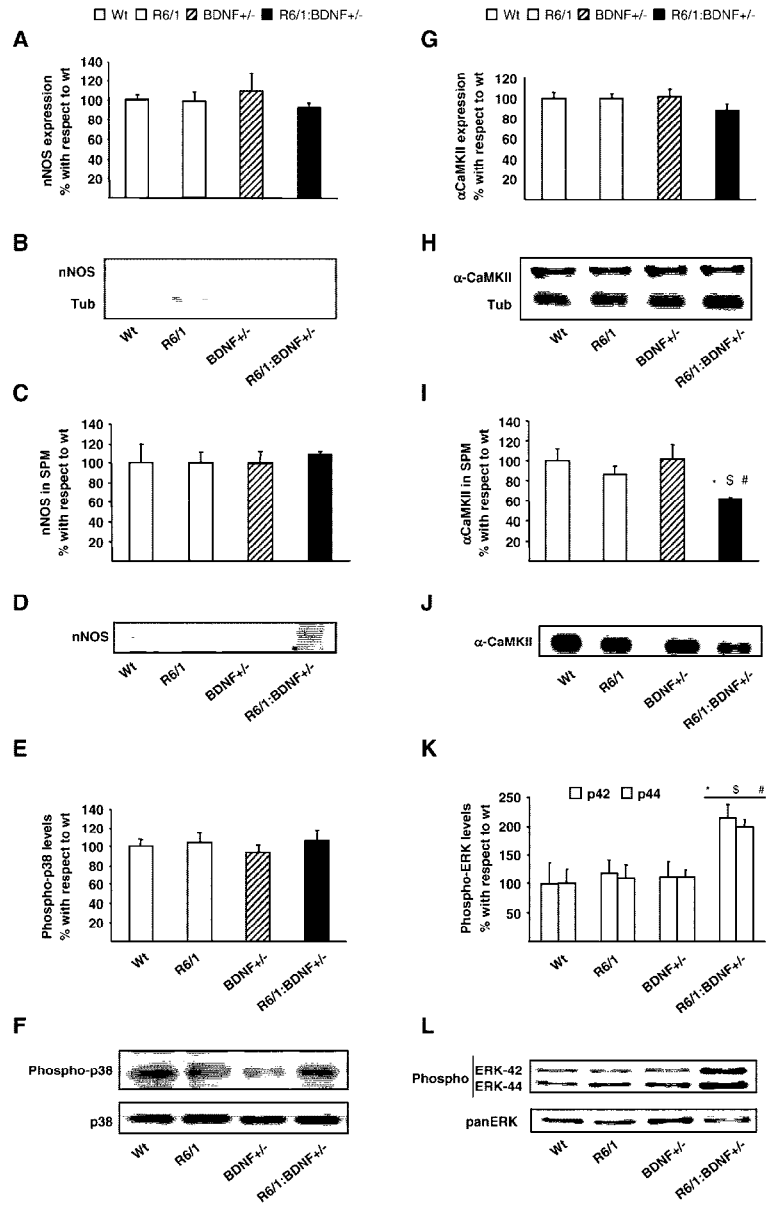 Wt R6/1 BDNF+/- R6/1:BDNF+/-
A
nNOS expression
% with respect to wt
140
120
100
80
60
40
20
B
nNOS
Tub
Wt R6/1 BDNF+/- R6/1:BDNF+/-
C
nNOS in SPM
% with respect to wt
140
120
100
80
60
40
20
D
nNOS
Wt R6/1 BDNF+/- R6/1:BDNF+/-
E
Phospho-p38 levels
% with respect to wt
140
120
100
80
60
40
20
Wt R6/1 BDNF+/- R6/1:BDNF+/-
F
Phospho-p38
p38
Wt R6/1 BDNF+/- R6/1:BDNF+/-
Wt R6/1 BDNF+/- R6/1:BDNF+/-
G
αCaMKII expression
% with respect to wt
120
100
80
60
40
20
H
α-CaMKII
Tub
Wt R6/1 BDNF+/- R6/1:BDNF+/-
I
αCaMKII in SPM
% with respect to wt
140
120
100
80
60
40
20
* $ #
J
α-CaMKII
Wt R6/1 BDNF+/- R6/1:BDNF+/-
K
Phospho-ERK levels
% with respect to wt
p42 p44
* $ #
250
200
150
100
50
Wt R6/1 BDNF+/- R6/1:BDNF+/-
L
Phospho
ERK-42
ERK-44
panERK
Wt R6/1 BDNF+/- R6/1:BDNF+/-